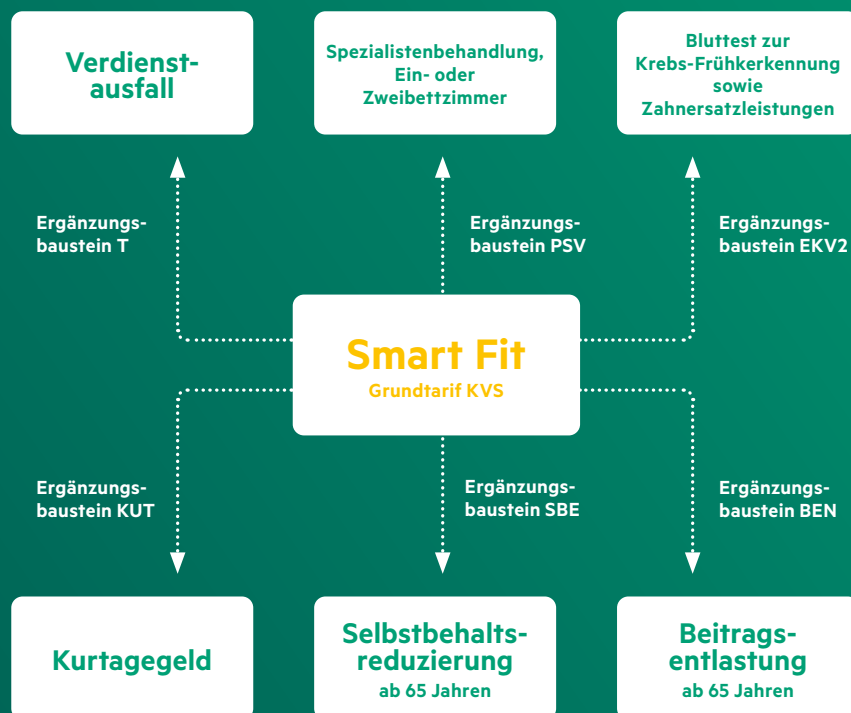 Verdienst-
ausfall
Spezialistenbehandlung,
Ein- oder
Zweibettzimmer
Bluttest zur
Krebs-Frühkerkennung
sowie
Zahnersatzleistungen
Ergänzungs-
baustein T
Ergänzungs-
baustein PSV
Ergänzungs-
baustein EKV2
Smart Fit
Grundtarif KVS
Ergänzungs-
baustein KUT
Ergänzungs-
baustein SBE
Ergänzungs-
baustein BEN
Kurtagegeld
Selbstbehalts-
reduzierung
ab 65 Jahren
Beitrags-
entlastung
ab 65 Jahren